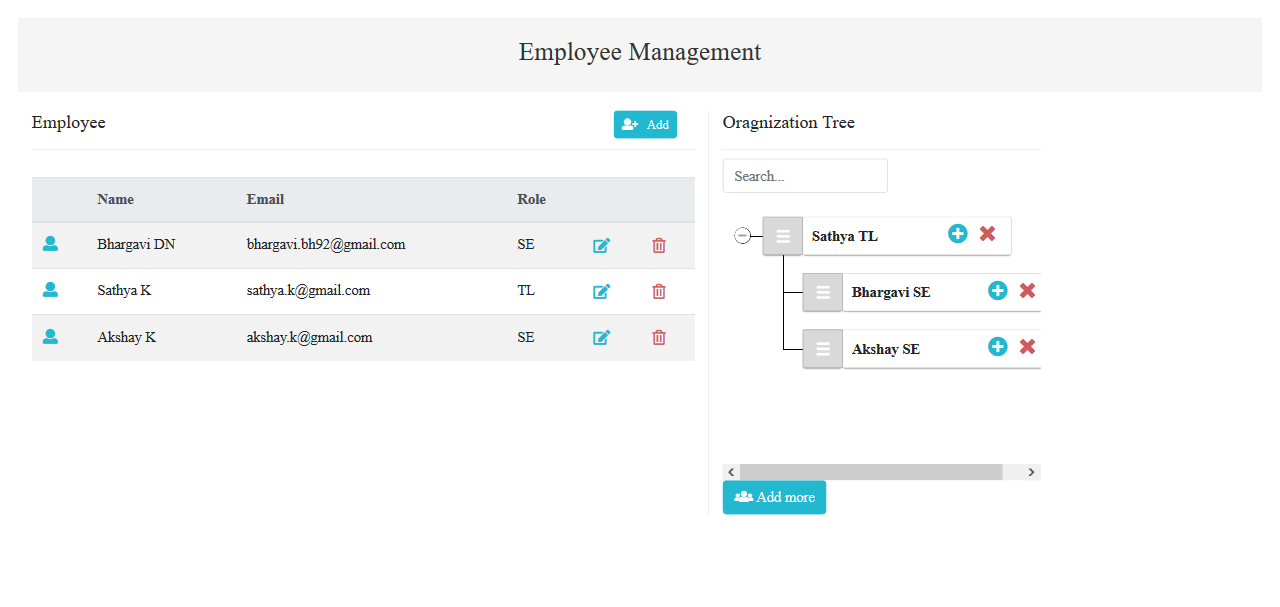 Employee Management
Employee
Add
Name Email Role
Bhargavi DN bhargavi.bh92@gmail.com SE
Sathya K sathya.k@gmail.com TL
Akshay K akshay.k@gmail.com SE
Oragnization Tree
Search...
Sathya TL
Bhargavi SE
Akshay SE
Add more